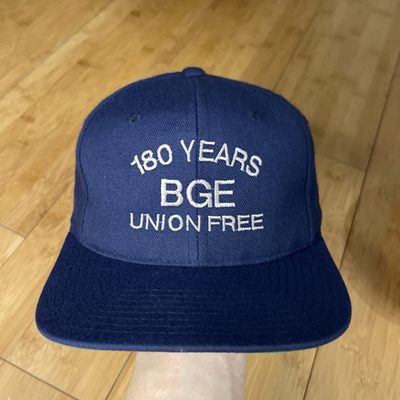 180 YEARS
BGE
UNION FREE